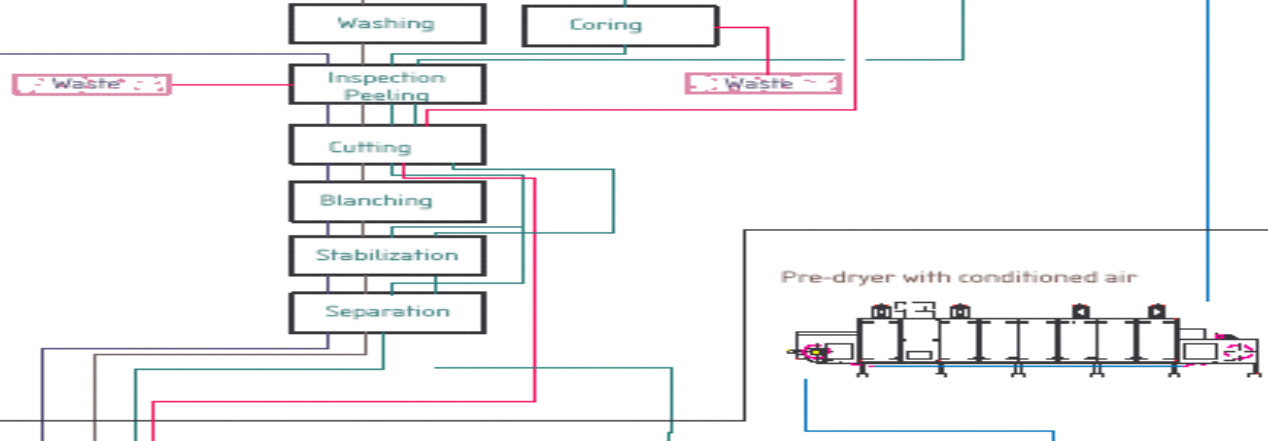 Washing
Coring
Inspection
Peeling
Waste
Waste
Cutting
Blanching
Stabilization
Pre-dryer with conditioned air
Separation